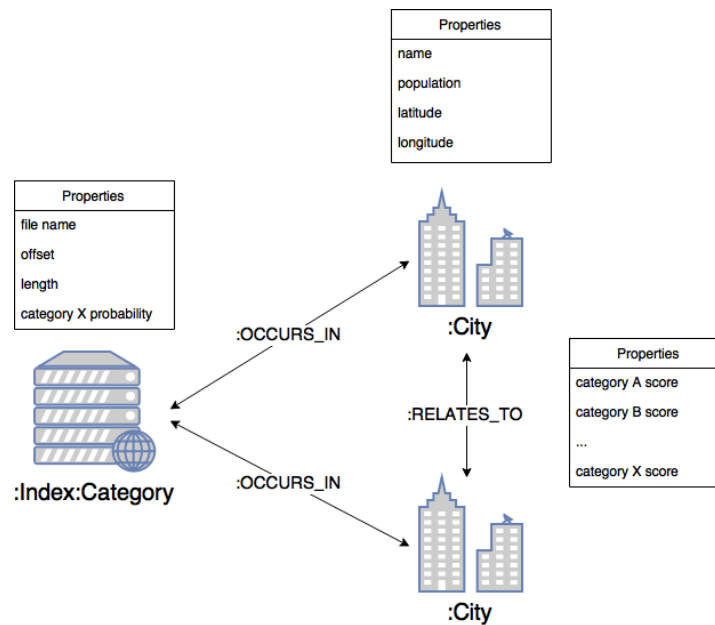 Properties
name
population
latitude
longitude
Properties
file name
offset
length
category X probability
:OCCURS_IN
:City
Properties
category A score
category B score
...
category X score
:RELATES_TO
:Index:Category
:OCCURS_IN
:City